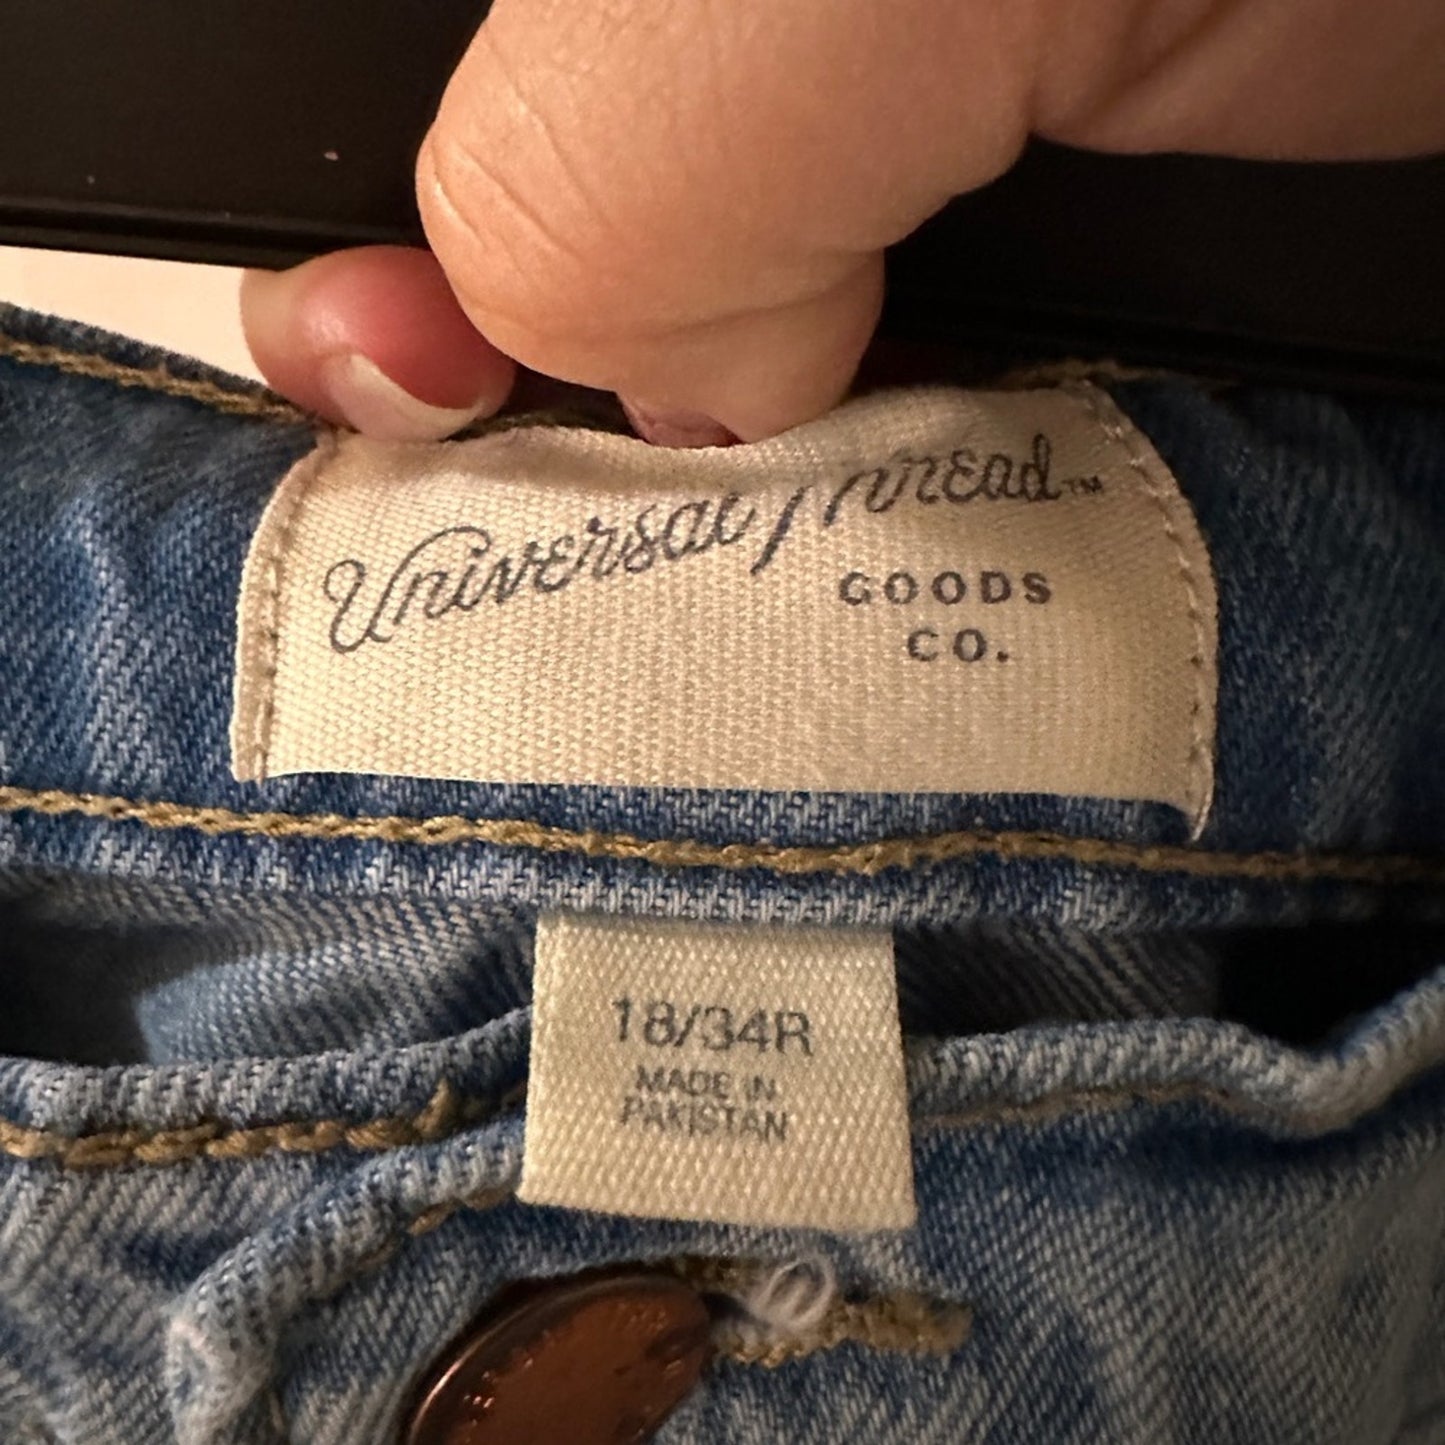 Universal Thread™
GOODS
CO.
18/34R
MADE IN
PAKISTAN